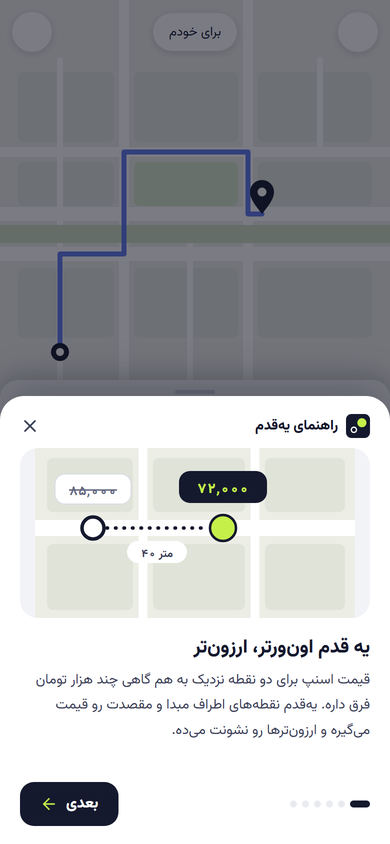 برای خودم
راهنمای یه‌قدم
۸۵,۰۰۰
۷۲,۰۰۰
۴۰ متر
یه قدم اون‌ورتر، ارزون‌تر
قیمت اسنپ برای دو نقطه نزدیک به هم گاهی چند هزار تومان
فرق داره. یه‌قدم نقطه‌های اطراف مبدا و مقصدت رو قیمت
می‌گیره و ارزون‌ترها رو نشونت می‌ده.
بعدی